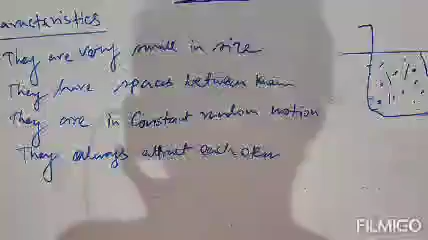 Characteristics
They are very small in size
They have spaces between them
They are in Constant random motion
They always attract each other
FILMIGO